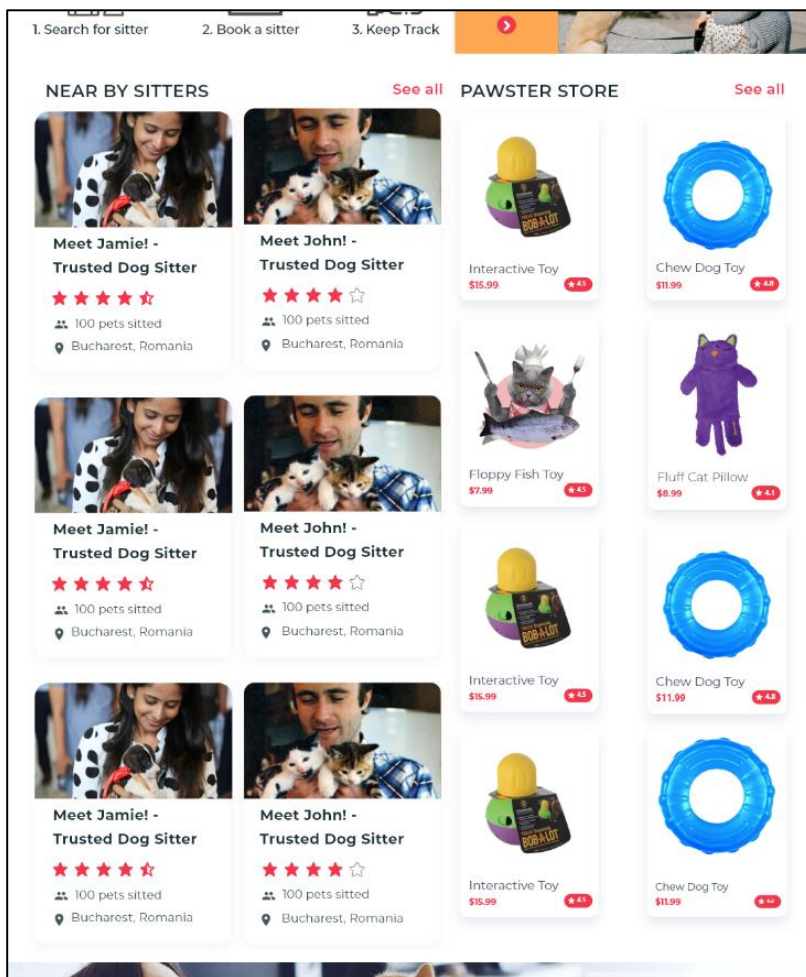 1. Search for sitter
2. Book a sitter
3. Keep Track
NEAR BY SITTERS
See all
PAWSTER STORE
See all
Meet Jamie! -
Trusted Dog Sitter
100 pets sitted
Bucharest, Romania
Meet John! -
Trusted Dog Sitter
100 pets sitted
Bucharest, Romania
BOB-A-LOT
Interactive Toy
$15.99
4.5
Chew Dog Toy
$11.99
4.8
Floppy Fish Toy
$7.99
4.5
Fluff Cat Pillow
$8.99
4.1
Meet Jamie! -
Trusted Dog Sitter
100 pets sitted
Bucharest, Romania
Meet John! -
Trusted Dog Sitter
100 pets sitted
Bucharest, Romania
BOB-A-LOT
Interactive Toy
$15.99
4.5
Chew Dog Toy
$11.99
4.8
Meet Jamie! -
Trusted Dog Sitter
100 pets sitted
Bucharest, Romania
Meet John! -
Trusted Dog Sitter
100 pets sitted
Bucharest, Romania
BOB-A-LOT
Interactive Toy
$15.99
4.5
Chew Dog Toy
$11.99